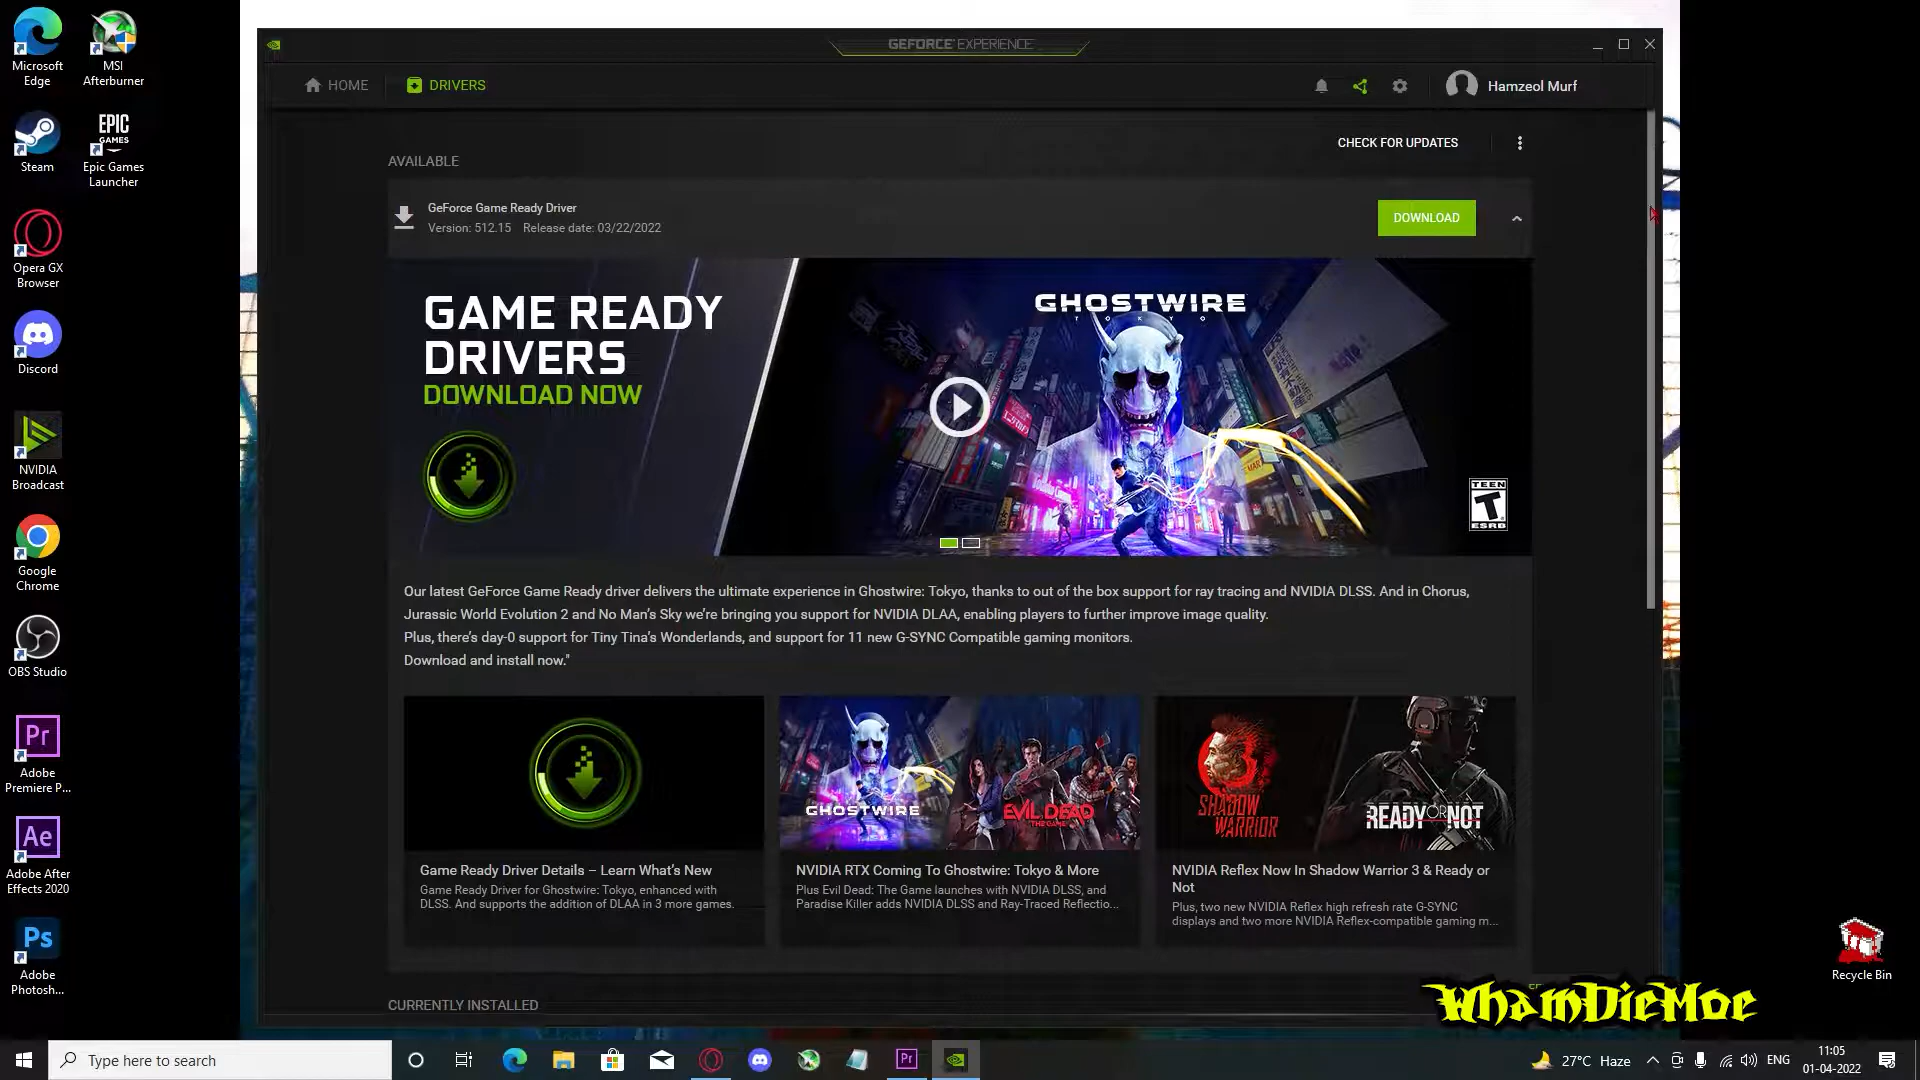 Microsoft
Edge
MSI
Afterburner
Steam
EPIC
GAMES
Epic Games
Launcher
Opera GX
Browser
Discord
NVIDIA
Broadcast
Google
Chrome
OBS Studio
Pr
Adobe
Premiere P...
Ae
Adobe After
Effects 2020
Ps
Adobe
Photosh...
GEFORCE EXPERIENCE
HOME
DRIVERS
Hamzeol Murf
CHECK FOR UPDATES
AVAILABLE
GeForce Game Ready Driver
Version: 512.15 Release date: 03/22/2022
DOWNLOAD
GAME READY
DRIVERS
DOWNLOAD NOW
GHOSTWIRE
TOKYO
TEEN
T
ESRB
Our latest GeForce Game Ready driver delivers the ultimate experience in Ghostwire: Tokyo, thanks to out of the box support for ray tracing and NVIDIA DLSS. And in Chorus,
Jurassic World Evolution 2 and No Man's Sky we're bringing you support for NVIDIA DLAA, enabling players to further improve image quality.
Plus, there's day-0 support for Tiny Tina's Wonderlands, and support for 11 new G-SYNC Compatible gaming monitors.
Download and install now."
GHOSTWIRE
EVIL DEAD
THE GAME
SHADOW
WARRIOR
READY OR NOT
Game Ready Driver Details – Learn What's New
Game Ready Driver for Ghostwire: Tokyo, enhanced with
DLSS. And supports the addition of DLAA in 3 more games.
NVIDIA RTX Coming To Ghostwire: Tokyo & More
Plus Evil Dead: The Game launches with NVIDIA DLSS, and
Paradise Killer adds NVIDIA DLSS and Ray-Traced Reflectio...
NVIDIA Reflex Now In Shadow Warrior 3 & Ready or
Not
Plus, two new NVIDIA Reflex high refresh rate G-SYNC
displays and two more NVIDIA Reflex-compatible gaming m...
CURRENTLY INSTALLED
WhamDieMoe
Recycle Bin
Type here to search
Pr
27°C Haze
ENG
11:05
01-04-2022